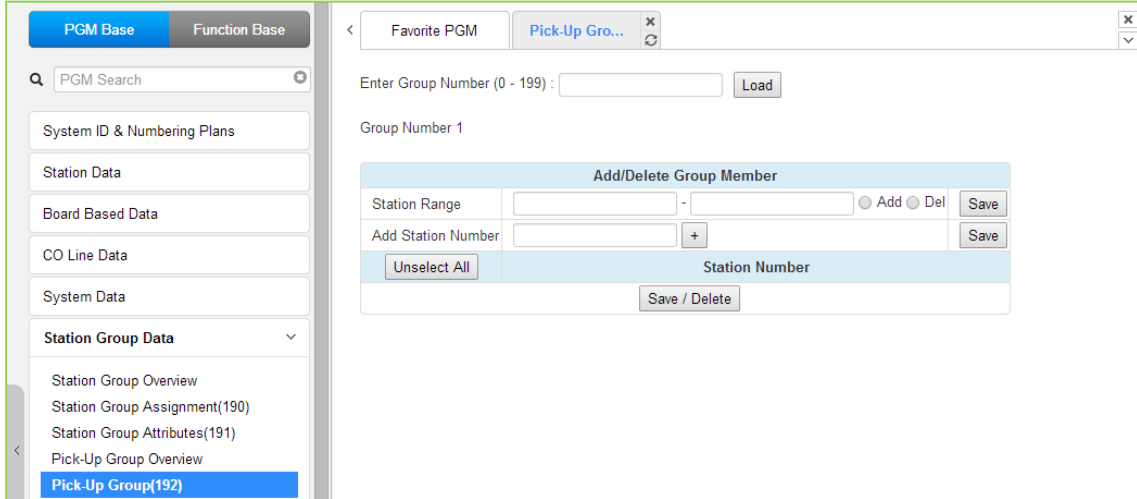 PGM Base
Function Base
PGM Search
System ID & Numbering Plans
Station Data
Board Based Data
CO Line Data
System Data
Station Group Data
Station Group Overview
Station Group Assignment(190)
Station Group Attributes(191)
Pick-Up Group Overview
Pick-Up Group(192)
Favorite PGM
Pick-Up Gro...
Enter Group Number (0 - 199) :
Load
Group Number 1
Add/Delete Group Member
Station Range - Add Del Save
Add Station Number + Save
Unselect All Station Number
Save / Delete